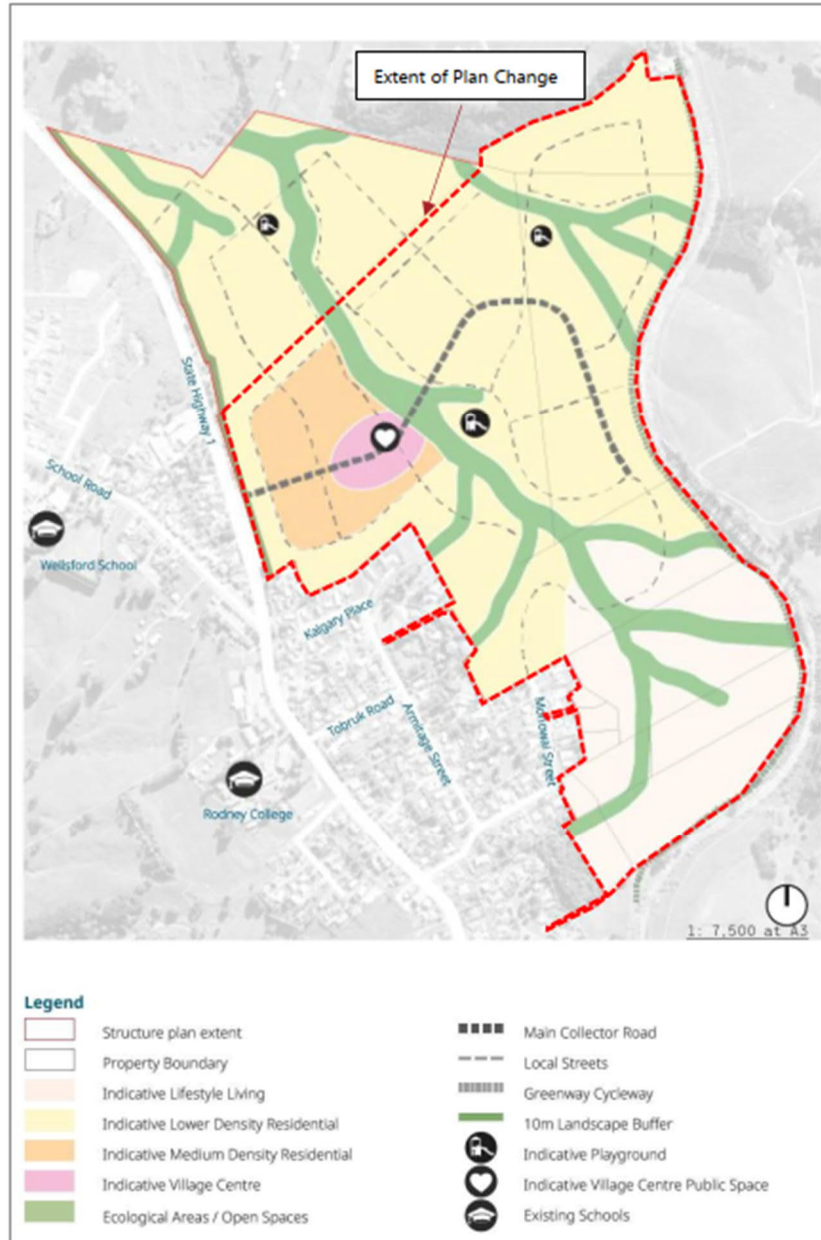 Extent of Plan Change
State Highway 1
School Road
Wellsford School
Kalgary Place
Tobruk Road
Armitage Street
Monowai Street
Rodney College
1: 7,500 at A3
Legend
Structure plan extent
Property Boundary
Indicative Lifestyle Living
Indicative Lower Density Residential
Indicative Medium Density Residential
Indicative Village Centre
Ecological Areas / Open Spaces
Main Collector Road
Local Streets
Greenway Cycleway
10m Landscape Buffer
Indicative Playground
Indicative Village Centre Public Space
Existing Schools